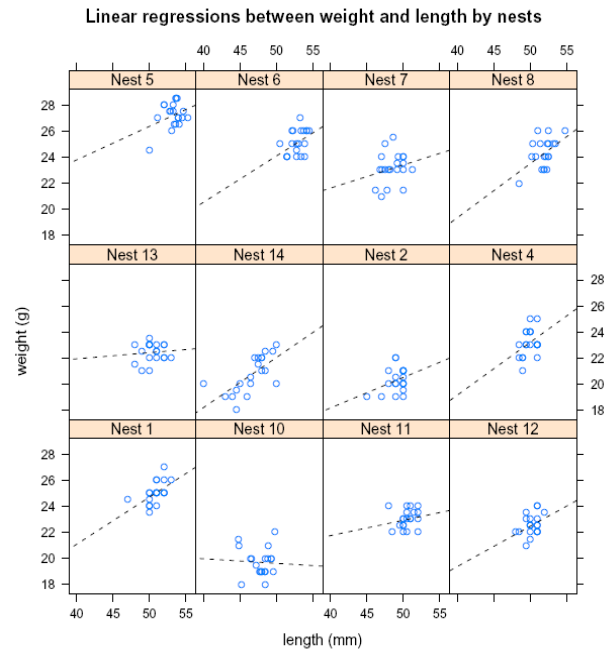 Linear regressions between weight and length by nests
40 45 50 55 40 45 50 55
Nest 5 Nest 6 Nest 7 Nest 8
28
26
24
22
20
18
Nest 13 Nest 14 Nest 2 Nest 4
28
26
24
22
20
18
weight (g)
Nest 1 Nest 10 Nest 11 Nest 12
28
26
24
22
20
18
40 45 50 55 40 45 50 55
length (mm)